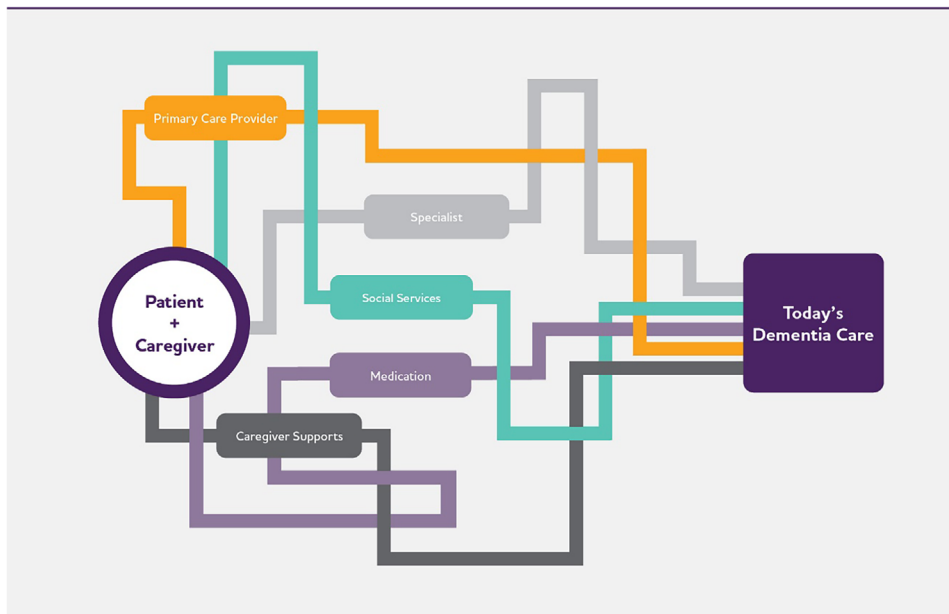 Primary Care Provider
Specialist
Patient
+
Caregiver
Social Services
Today's
Dementia Care
Medication
Caregiver Supports